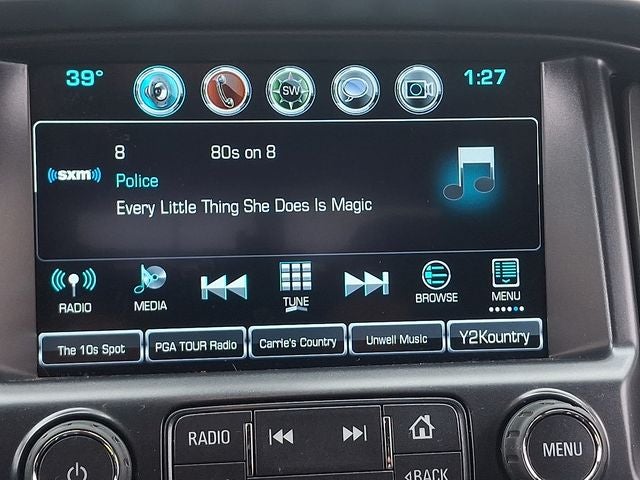 39° SW 1:27
8 80s on 8
((sxm))
Police
Every Little Thing She Does Is Magic
RADIO MEDIA TUNE BROWSE MENU
The 10s Spot PGA TOUR Radio Carrie's Country Unwell Music Y2Kountry
RADIO MENU
BACK